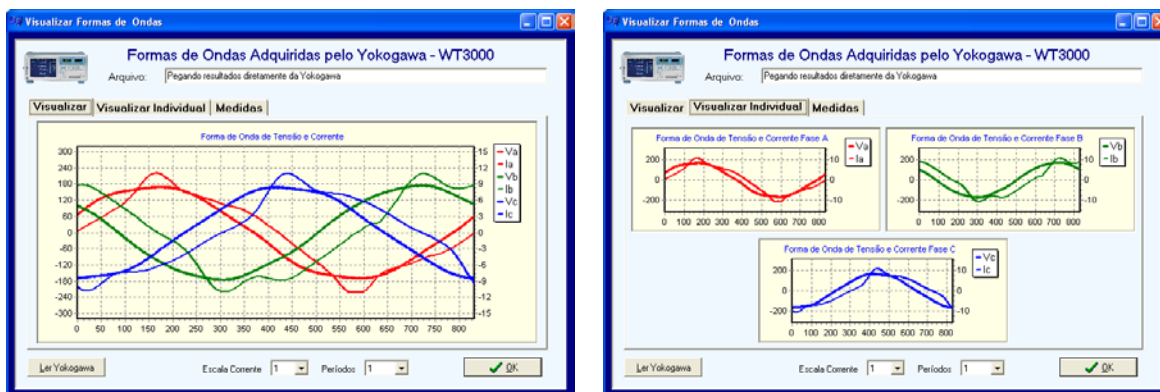 Visualizar Formas de Ondas
Formas de Ondas Adquiridas pelo Yokogawa - WT3000
Arquivo: Pegando resultados diretamente da Yokogawa
Visualizar Visualizar Individual Medidas
Forma de Onda de Tensão e Corrente
300
240
180
120
60
0
-60
-120
-180
-240
-300
15
12
9
6
3
0
-3
-6
-9
-12
-15
Va
Ia
Vb
Ib
Vc
Ic
0 50 100 150 200 250 300 350 400 450 500 550 600 650 700 750 800
Ler Yokogawa Escala Corrente 1 Períodos 1 OK
Visualizar Formas de Ondas
Formas de Ondas Adquiridas pelo Yokogawa - WT3000
Arquivo: Pegando resultados diretamente da Yokogawa
Visualizar Visualizar Individual Medidas
Forma de Onda de Tensão e Corrente Fase A
200
0
-200
10
0
-10
Va
Ia
0 100 200 300 400 500 600 700 800
Forma de Onda de Tensão e Corrente Fase B
200
0
-200
10
0
-10
Vb
Ib
0 100 200 300 400 500 600 700 800
Forma de Onda de Tensão e Corrente Fase C
200
0
-200
10
0
-10
Vc
Ic
0 100 200 300 400 500 600 700 800
Ler Yokogawa Escala Corrente 1 Períodos 1 OK